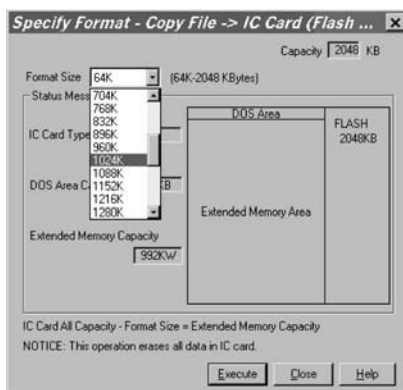 Specify Format - Copy File -> IC Card (Flash ...
Capacity 2048 KB
Format Size 64K (64K-2048 KBytes)
Status Mess
704K
768K
832K
896K
960K
1024K
1088K
1152K
1216K
1280K
IC Card Type
DOS Area C
KB
Extended Memory Capacity
992KW
DOS Area
Extended Memory Area
FLASH
2048KB
IC Card All Capacity - Format Size = Extended Memory Capacity
NOTICE: This operation erases all data in IC card.
Execute Close Help